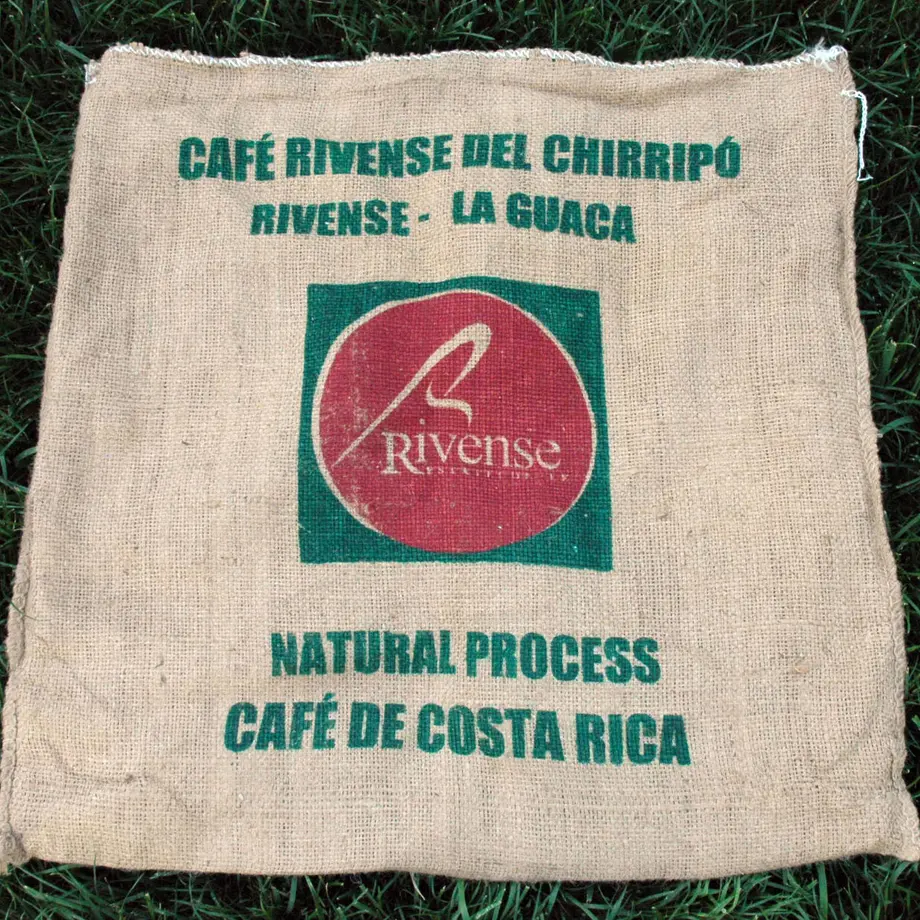 CAFÉ RIVENSE DEL CHIRRIPÓ
RIVENSE - LA GUACA
Rivense
NATURAL PROCESS
CAFÉ DE COSTA RICA